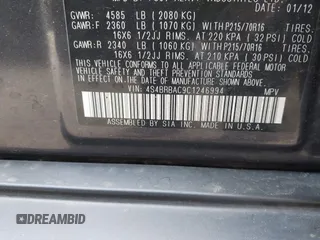 01/12
GVWR: 4585 LB (2080 KG)
GAWR:F 2360 LB (1070 KG) WITH P215/70R16
16X6 1/2JJ RIMS, AT 220 KPA ( 32 PSI) COLD
GAWR:R 2340 LB (1060 KG) WITH P215/70R16
16X6 1/2JJ RIMS, AT 210 KPA ( 30 PSI) COLD
THIS VEHICLE CONFORMS TO ALL APPLICABLE FEDERAL
MOTOR VEHICLE SAFETY, BUMPER, AND THEFT PREVENTION
STANDARDS IN EFFECT ON THE DATE OF
MANUFACTURE SHOWN ABOVE.
VIN: 4S4BRBAC9C1246994 MPV
ASSEMBLED BY SIA INC. MADE IN U.S.A.
DREAMBID